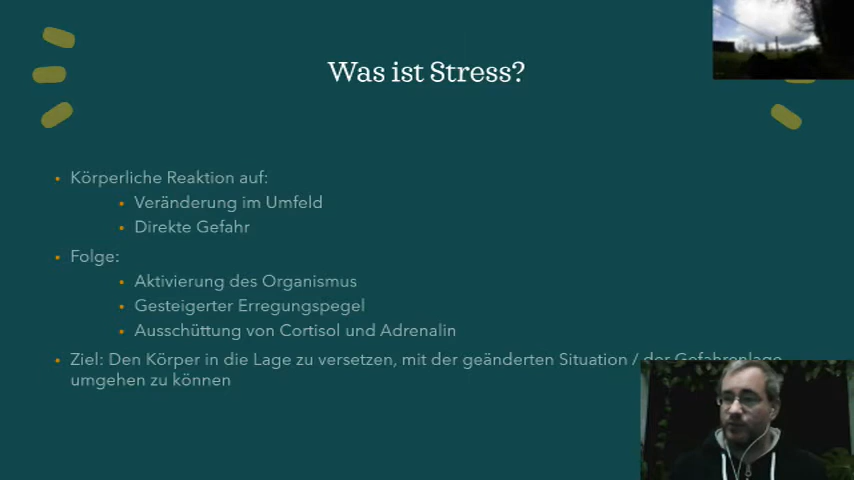 Was ist Stress?
Körperliche Reaktion auf:
Veränderung im Umfeld
Direkte Gefahr
Folge:
Aktivierung des Organismus
Gesteigerter Erregungspegel
Ausschüttung von Cortisol und Adrenalin
Ziel: Den Körper in die Lage zu versetzen, mit der geänderten Situation / der Gefahrenlage
umgehen zu können